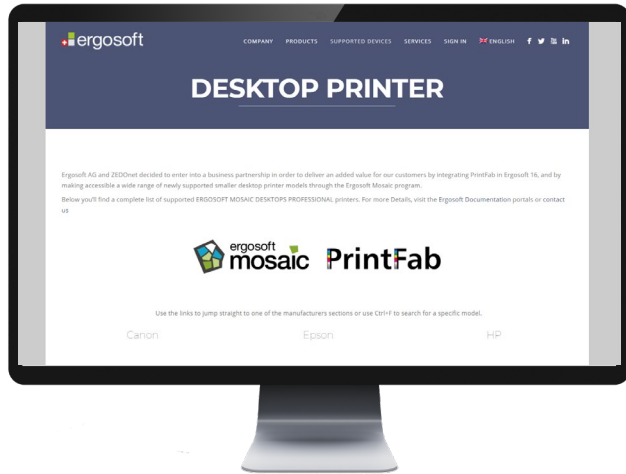 ergosoft
COMPANY PRODUCTS SUPPORTED DEVICES SERVICES SIGN IN ENGLISH
DESKTOP PRINTER
Ergosoft AG and ZEDOnet decided to enter into a business partnership in order to deliver an added value for our customers by integrating PrintFab in Ergosoft 16, and by
making accessible a wide range of newly supported smaller desktop printer models through the Ergosoft Mosaic program.
Below you'll find a complete list of supported ERGOSOFT MOSAIC DESKTOPS PROFESSIONAL printers. For more Details, visit the Ergosoft Documentation portals or contact
us
ergosoft
mosaic PrintFab
Use the links to jump straight to one of the manufacturers sections or use Ctrl+F to search for a specific model.
Canon Epson HP